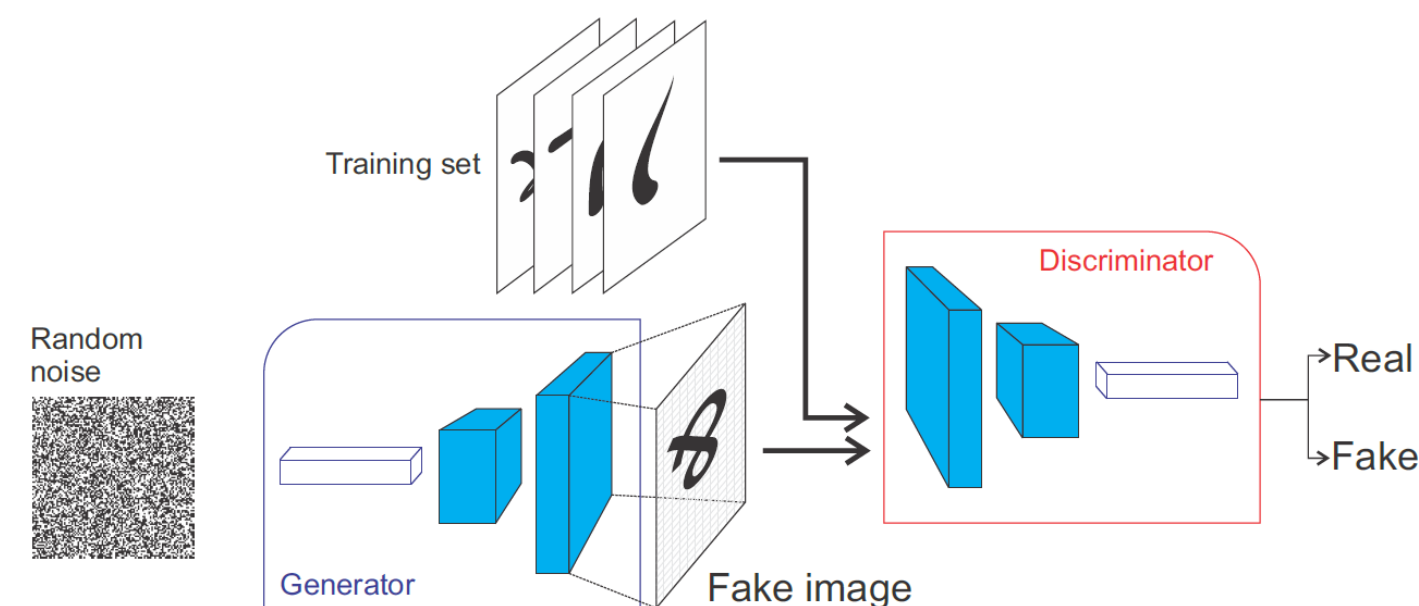 Training set
Discriminator
Random
noise
Real
Fake
Generator
Fake image